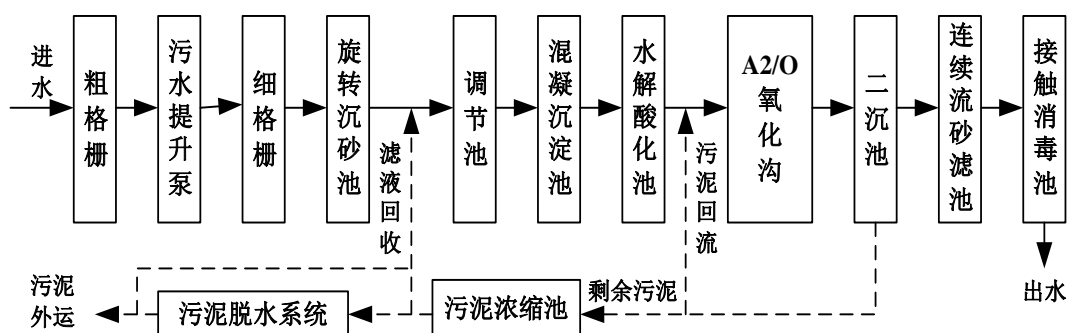 进水
粗格栅
污水提升泵
细格栅
旋转沉砂池
滤液回收
调节池
混凝沉淀池
水解酸化池
污泥回流
A2/O
氧化沟
二沉池
连续流砂滤池
接触消毒池
污泥
外运
污泥脱水系统
污泥浓缩池
剩余污泥
出水